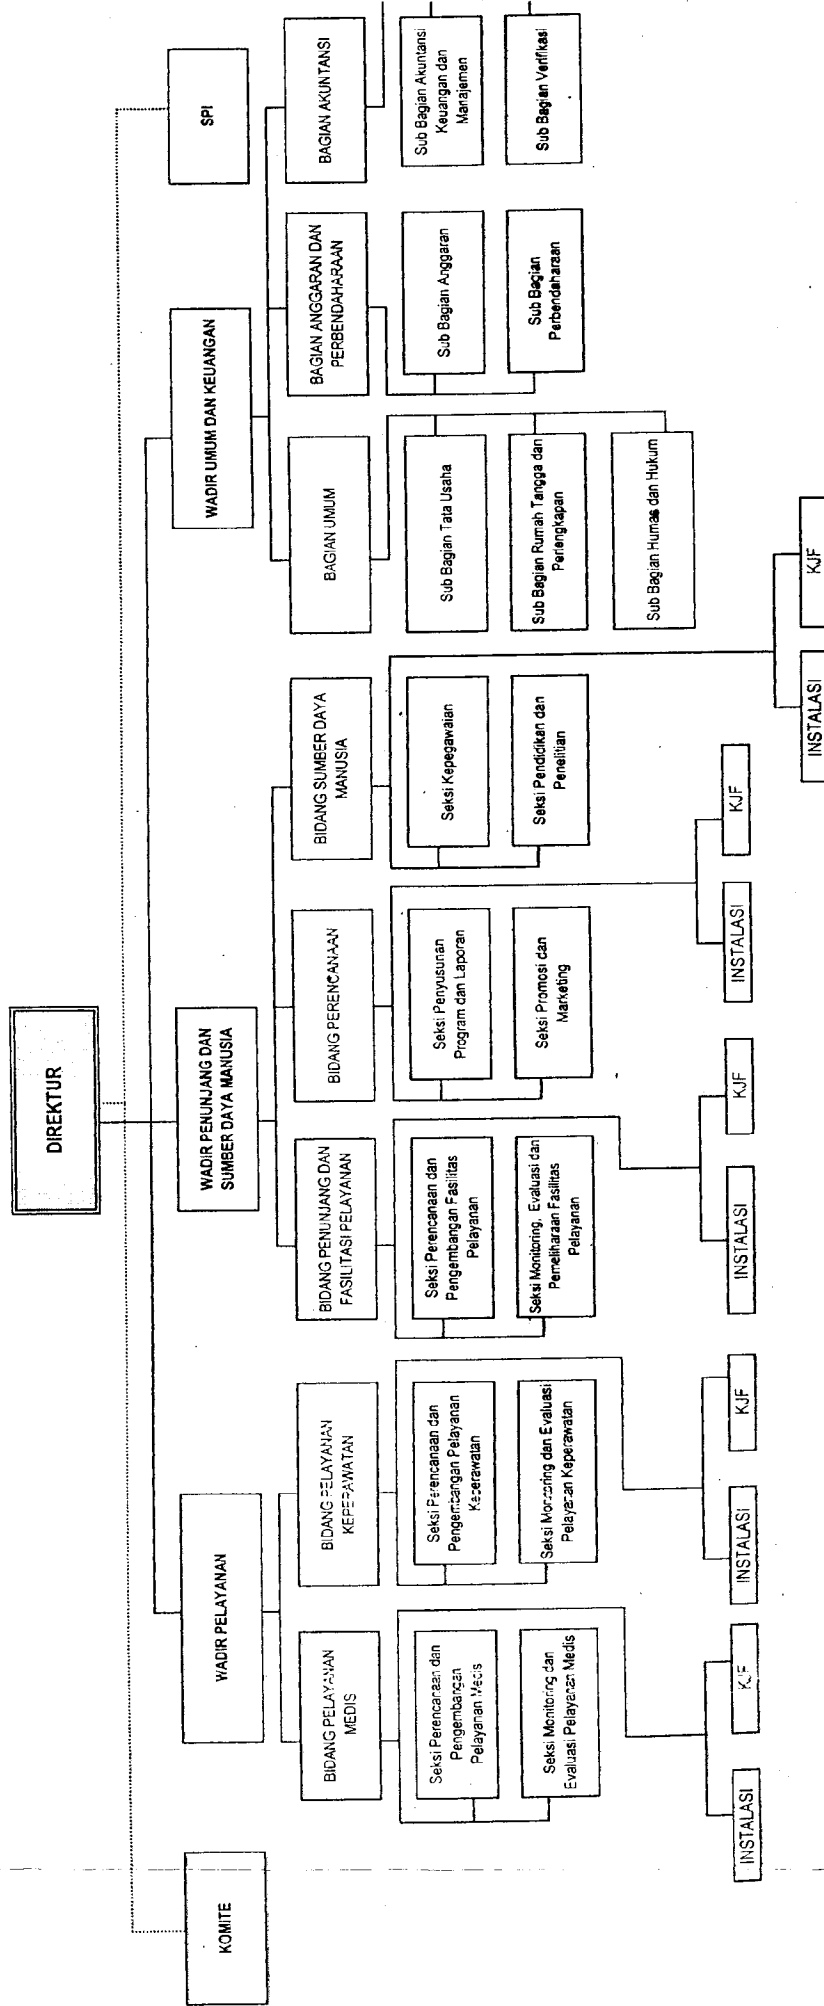 DIREKTUR
KOMITE
WADIR PELAYANAN
WADIR PENUNJANG DAN
SUMBER DAYA MANUSIA
WADIR UMUM DAN KEUANGAN
SPI
BIDANG PELAYANAN
MEDIS
BIDANG PELAYANAN
KEPERAWATAN
BIDANG PENUNJANG DAN
FASILITASI PELAYANAN
BIDANG PERENCANAAN
BIDANG SUMBER DAYA
MANUSIA
BAGIAN UMUM
BAGIAN ANGGARAN DAN
PERBENDAHARAAN
BAGIAN AKUNTANSI
Seksi Perencanaan dan
Pengembangan
Pelayanan Medis
Seksi Perencanaan dan
Pengembangan Pelayanan
Keperawatan
Seksi Perencanaan dan
Pengembangan Fasilitas
Pelayanan
Seksi Penyusunan
Program dan Laporan
Seksi Kepegawaian
Sub Bagian Tata Usaha
Sub Bagian Anggaran
Sub Bagian Akuntansi
Keuangan dan
Manajemen
Seksi Monitoring dan
Evaluasi Pelayanan Medis
Seksi Monitoring dan Evaluasi
Pelayanan Keperawatan
Seksi Monitoring, Evaluasi dan
Pemeliharaan Fasilitas
Pelayanan
Seksi Promosi dan
Marketing
Seksi Pendidikan dan
Penelitian
Sub Bagian Rumah Tangga dan
Perlengkapan
Sub Bagian
Perbendaharaan
Sub Bagian Verifikasi
Sub Bagian Humas dan Hukum
INSTALASI
KJF
INSTALASI
KJF
INSTALASI
KJF
INSTALASI
KJF
INSTALASI
KJF